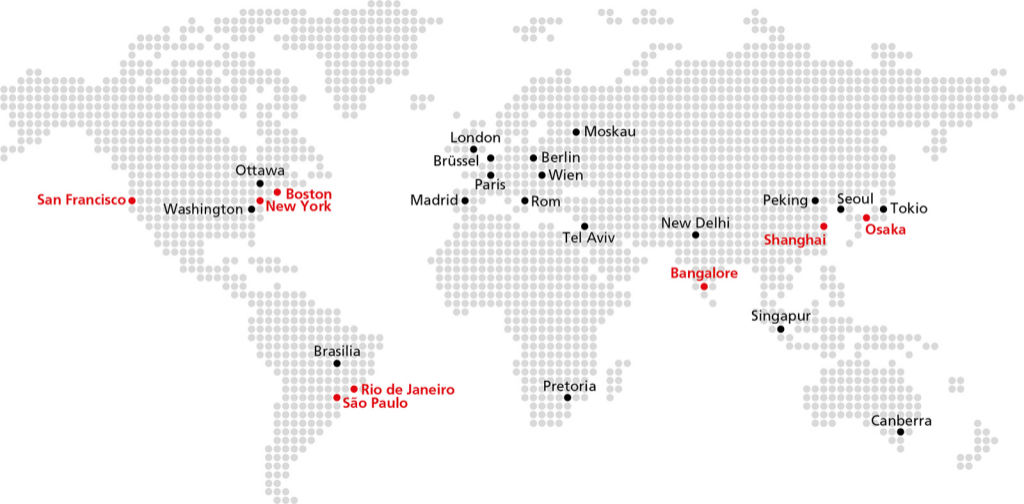 Moskau
London
Brüssel
Berlin
Paris
Wien
Ottawa
Boston
San Francisco
New York
Washington
Madrid
Rom
Peking
Seoul
Tokio
Tel Aviv
New Delhi
Shanghai
Osaka
Bangalore
Singapur
Brasilia
Rio de Janeiro
São Paulo
Pretoria
Canberra